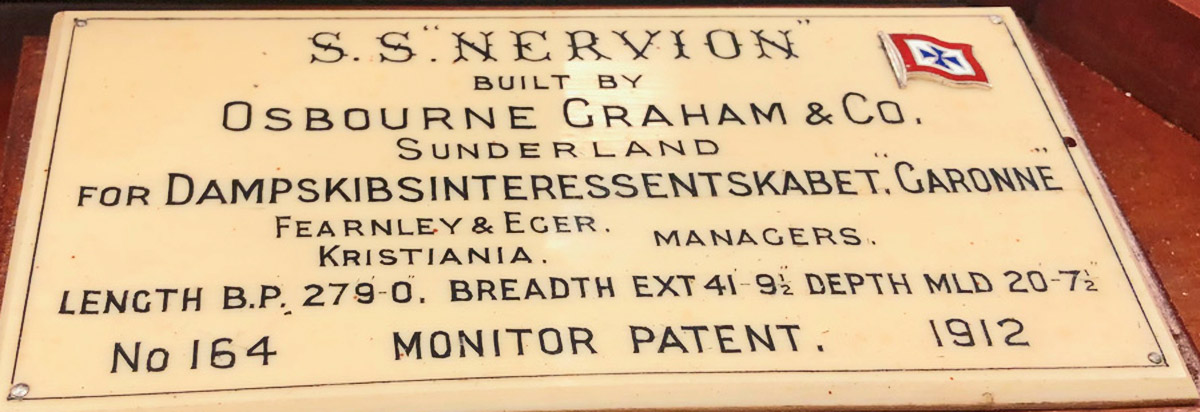 S.S. "NERVION"
BUILT BY
OSBOURNE GRAHAM & CO.
SUNDERLAND
FOR DAMPSKIBSINTERESSENTSKABET. "GARONNE"
FEARNLEY & EGER.
KRISTIANIA. MANAGERS.
LENGTH B.P. 279'-0". BREADTH EXT 41'-9½" DEPTH MLD 20'-7½"
No 164 MONITOR PATENT. 1912